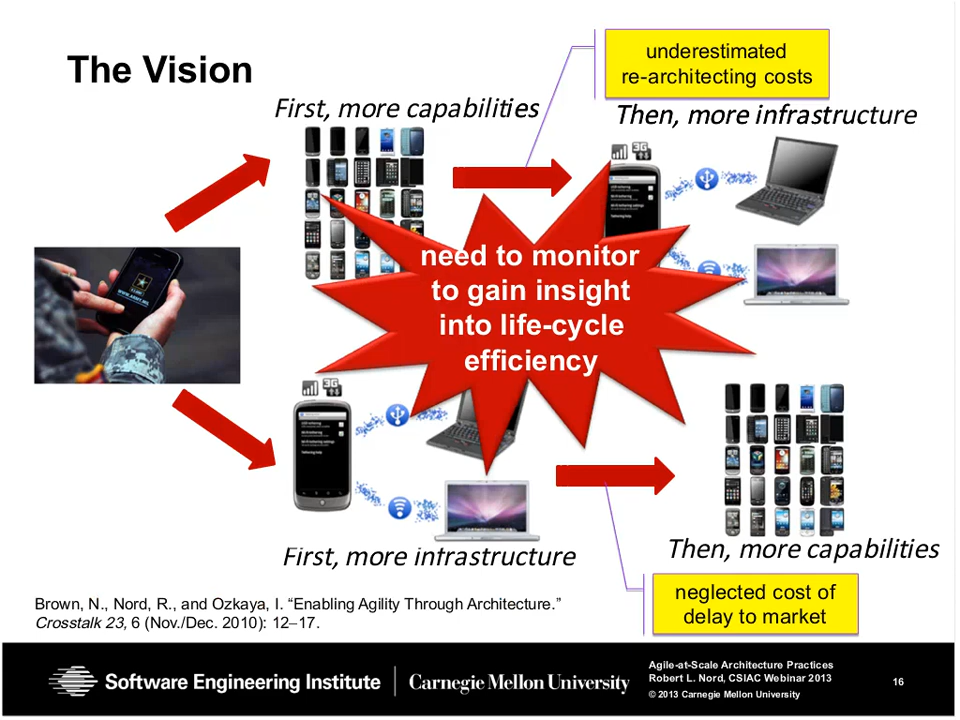 The Vision
underestimated
re-architecting costs
First, more capabilities
Then, more infrastructure
3G
need to monitor
to gain insight
into life-cycle
efficiency
3G
First, more infrastructure
Then, more capabilities
neglected cost of
delay to market
Brown, N., Nord, R., and Ozkaya, I. “Enabling Agility Through Architecture.”
Crosstalk 23, 6 (Nov./Dec. 2010): 12–17.
Software Engineering Institute
Carnegie Mellon University
Agile-at-Scale Architecture Practices
Robert L. Nord, CSIAC Webinar 2013
© 2013 Carnegie Mellon University
16